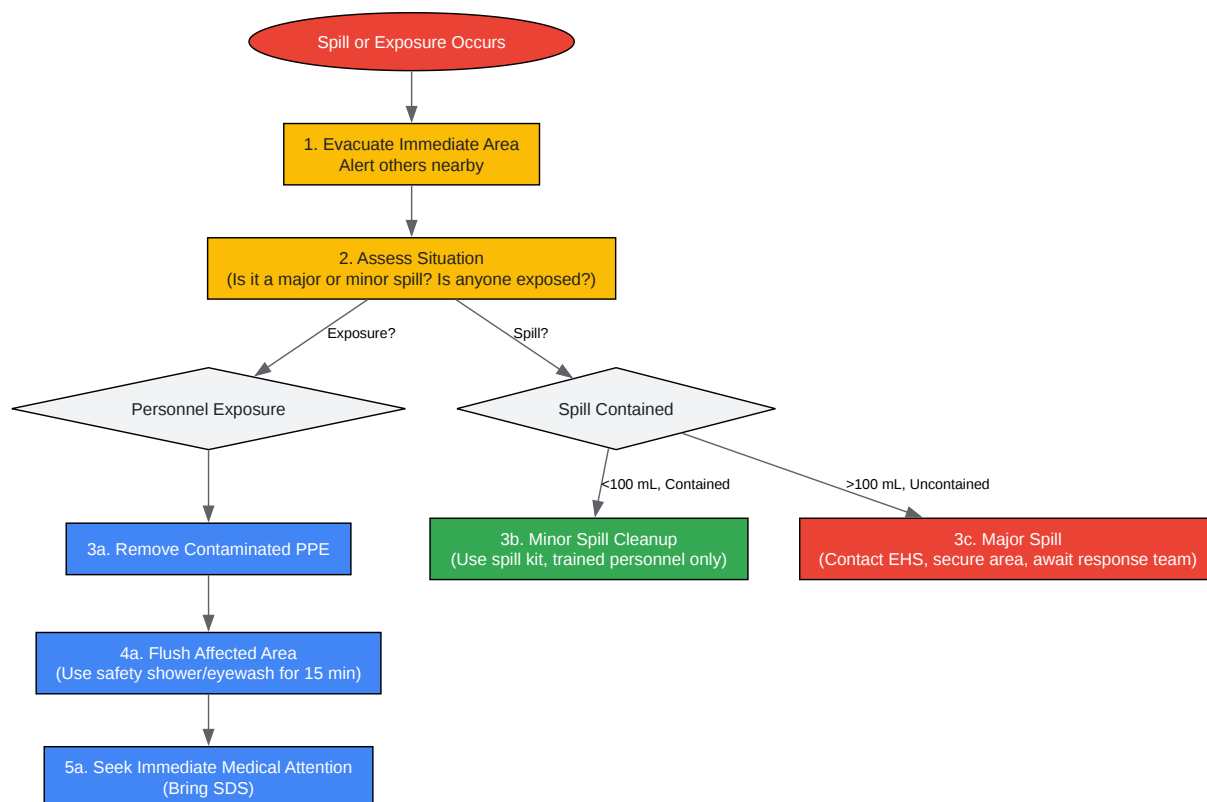 Spill or Exposure Occurs
1. Evacuate Immediate Area
Alert others nearby
2. Assess Situation
(Is it a major or minor spill? Is anyone exposed?)
Exposure?
Spill?
Personnel Exposure
Spill Contained
<100 mL, Contained
>100 mL, Uncontained
3a. Remove Contaminated PPE
3b. Minor Spill Cleanup
(Use spill kit, trained personnel only)
3c. Major Spill
(Contact EHS, secure area, await response team)
4a. Flush Affected Area
(Use safety shower/eyewash for 15 min)
5a. Seek Immediate Medical Attention
(Bring SDS)